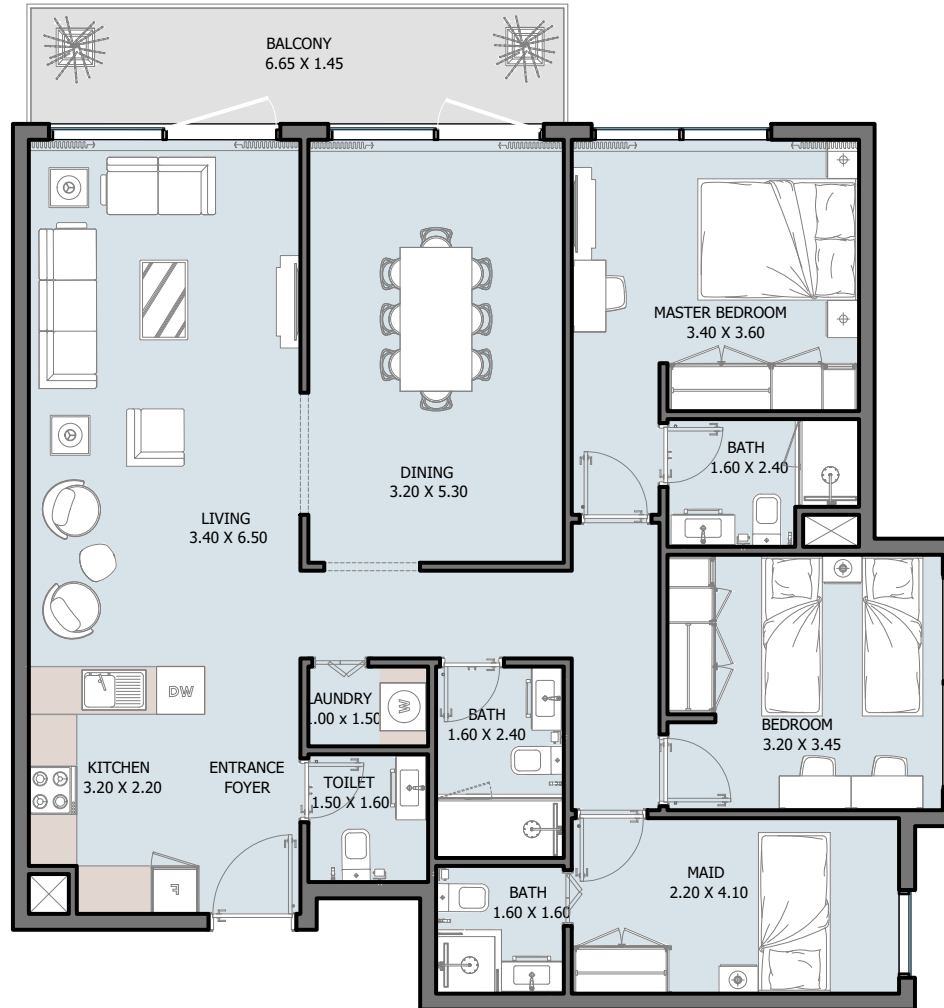 BALCONY
6.65 X 1.45
MASTER BEDROOM
3.40 X 3.60
BATH
1.60 X 2.40
DINING
3.20 X 5.30
LIVING
3.40 X 6.50
DW
LAUNDRY
1.00 x 1.50
W
BATH
1.60 X 2.40
BEDROOM
3.20 X 3.45
KITCHEN
3.20 X 2.20
ENTRANCE
FOYER
TOILET
1.50 X 1.60
F
BATH
1.60 X 1.60
MAID
2.20 X 4.10